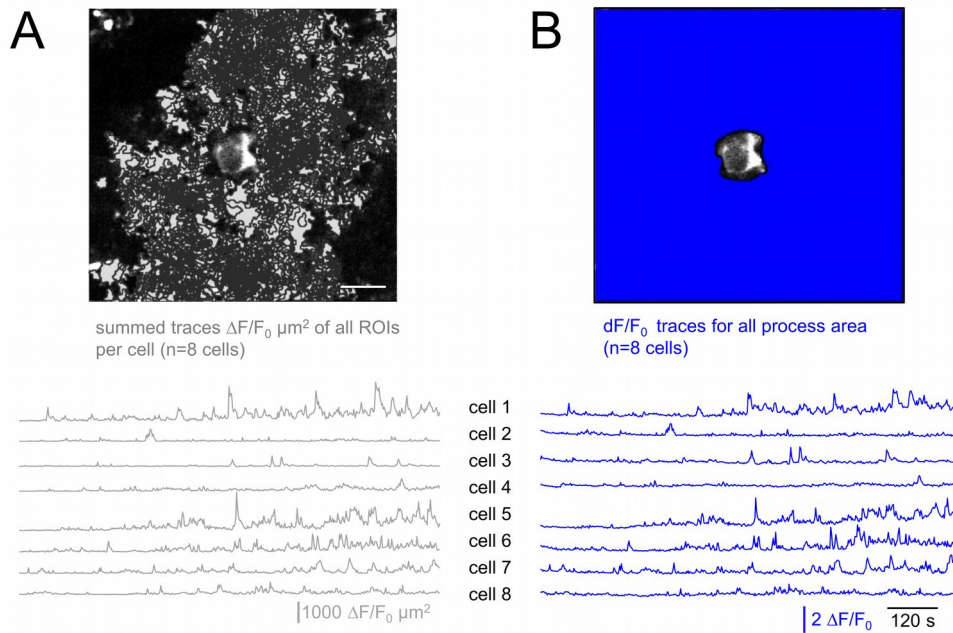 A
B
summed traces ΔF/F₀ µm² of all ROIs
per cell (n=8 cells)
dF/F₀ traces for all process area
(n=8 cells)
cell 1
cell 2
cell 3
cell 4
cell 5
cell 6
cell 7
cell 8
1000 ΔF/F₀ µm²
2 ΔF/F₀
120 s